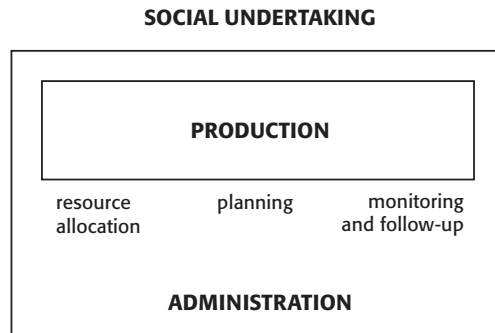 SOCIAL UNDERTAKING
PRODUCTION
resource allocation
planning
monitoring and follow-up
ADMINISTRATION